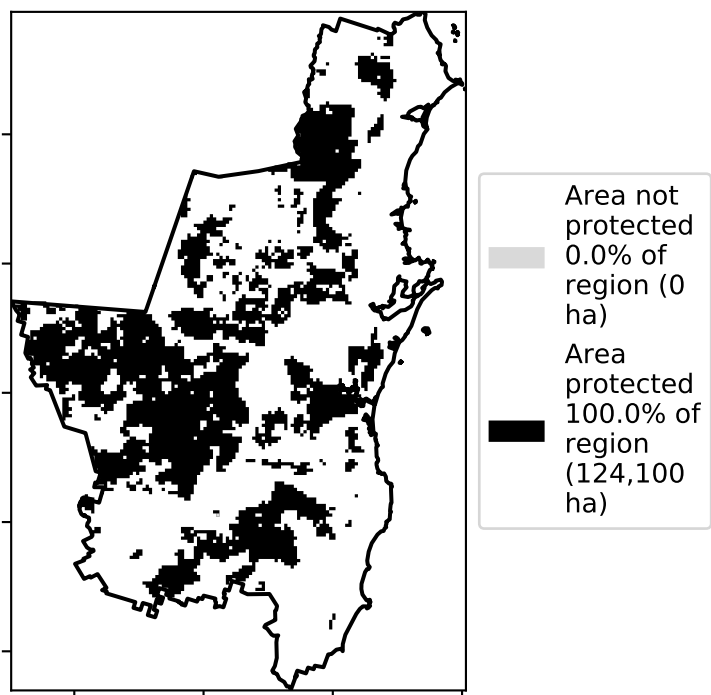 Area not
protected
0.0% of
region (0
ha)
Area
protected
100.0% of
region
(124,100
ha)